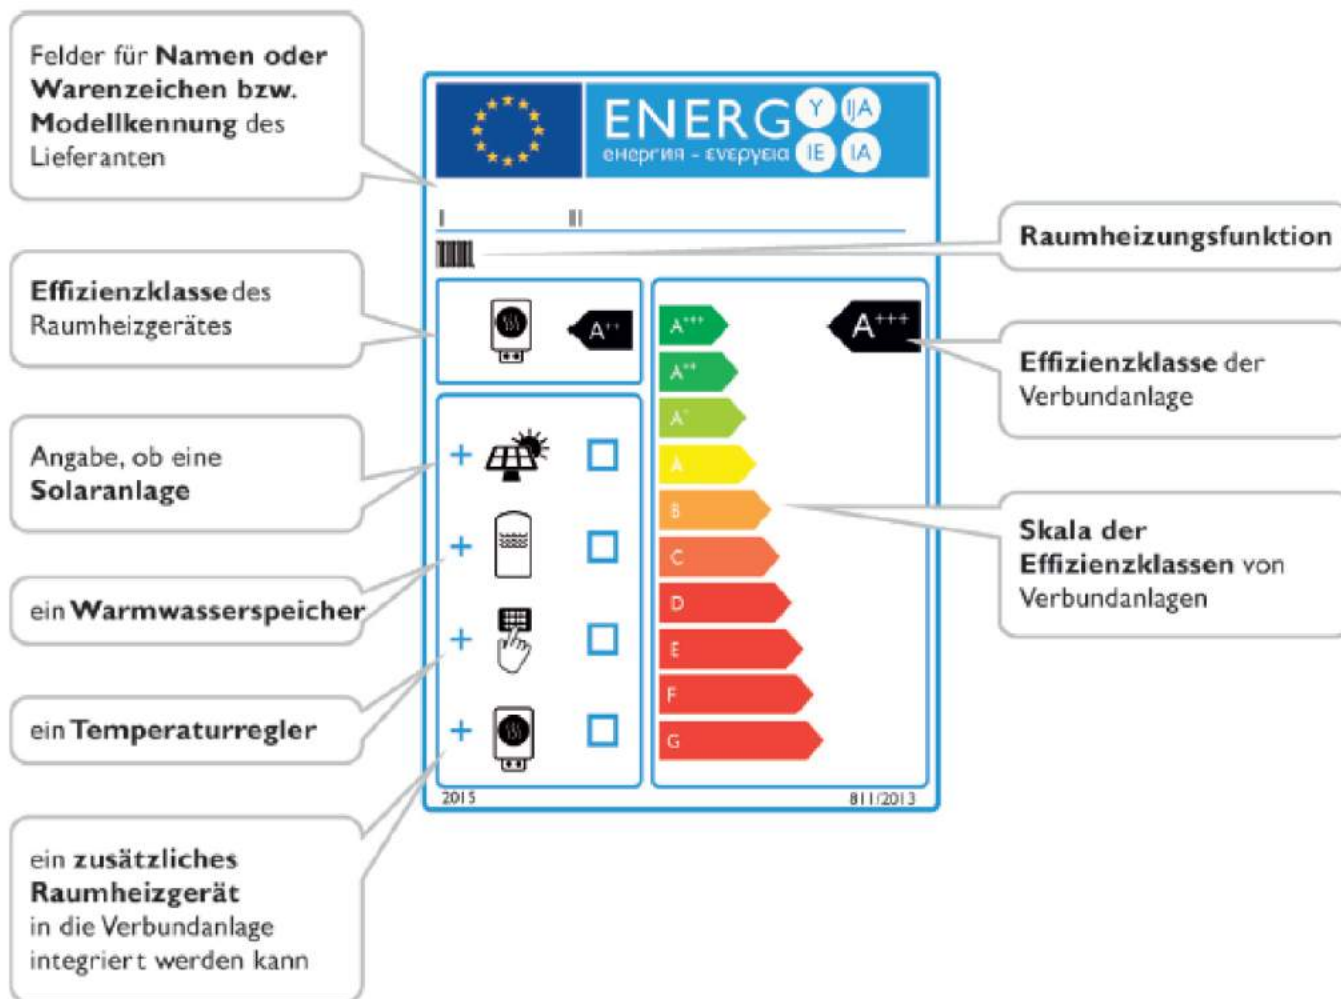 Felder für Namen oder
Warenzeichen bzw.
Modellkennung des
Lieferanten
Effizienzklasse des
Raumheizgerätes
Angabe, ob eine
Solaranlage
ein Warmwasserspeicher
ein Temperaturregler
ein zusätzliches
Raumheizgerät
in die Verbundanlage
integriert werden kann
ENERG Y IJA
енергия - ενεργεια IE IA
I II
A++
A+++
A++
A+
A
B
C
D
E
F
G
A+++
2015 811/2013
Raumheizungsfunktion
Effizienzklasse der
Verbundanlage
Skala der
Effizienzklassen von
Verbundanlagen